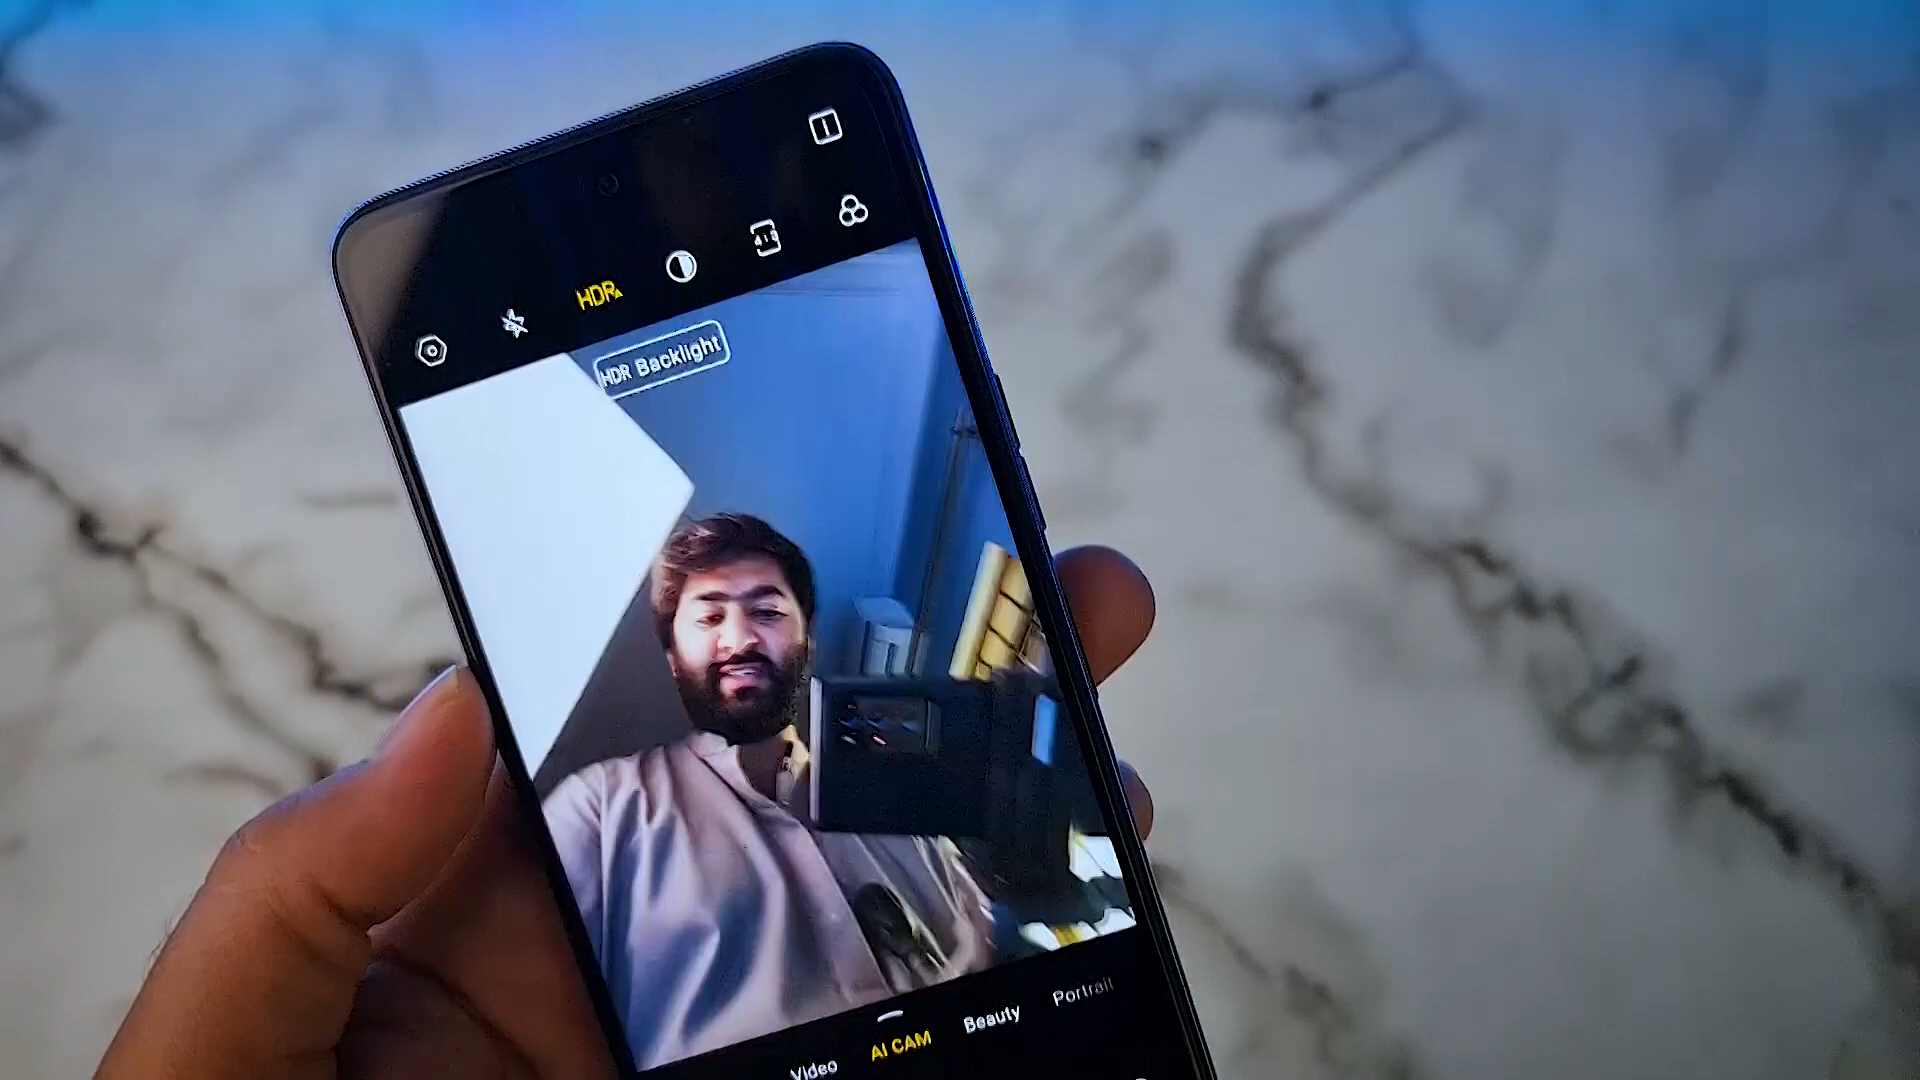 HDR
HDR Backlight
Video
AI CAM
Beauty
Portrait